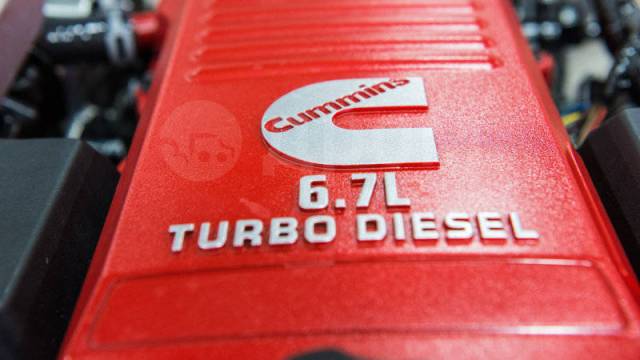 Cummins
6.7L
TURBO DIESEL